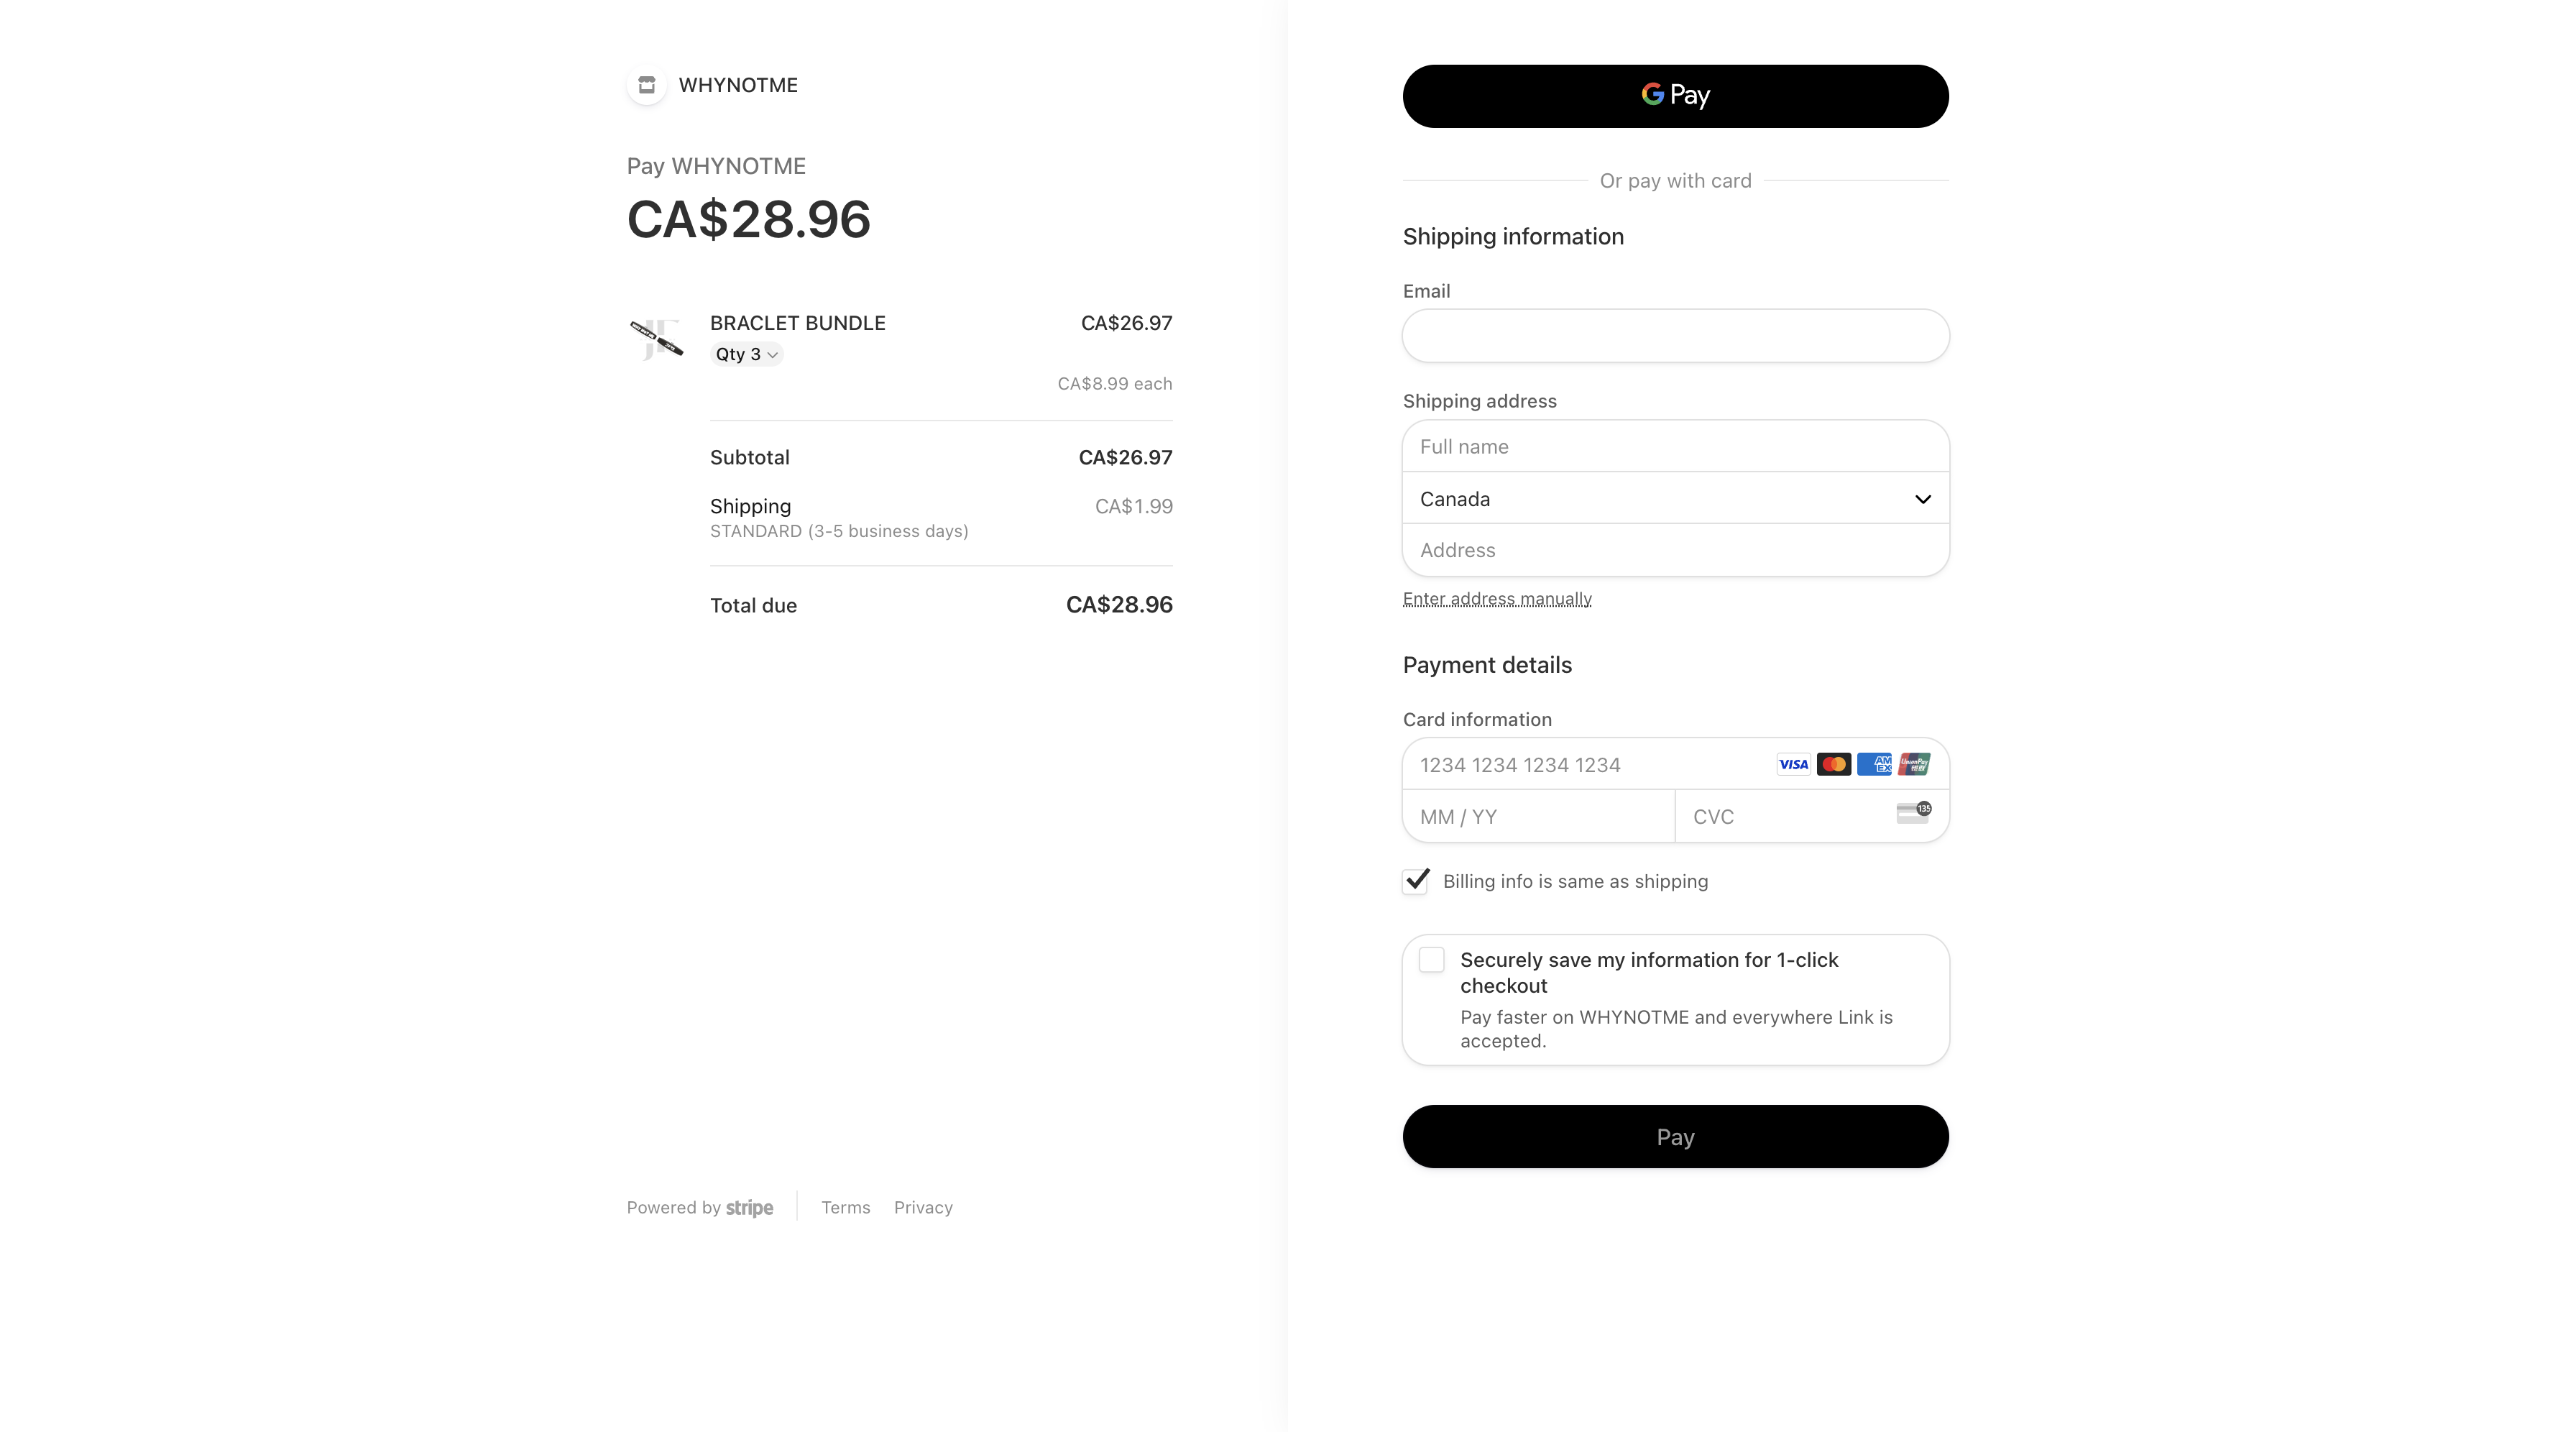 WHYNOTME
Pay WHYNOTME
CA$28.96
BRACLET BUNDLE CA$26.97
Qty 3
CA$8.99 each
Subtotal CA$26.97
Shipping CA$1.99
STANDARD (3-5 business days)
Total due CA$28.96
Powered by stripe Terms Privacy
G Pay
Or pay with card
Shipping information
Email
Shipping address
Full name
Canada
Address
Enter address manually
Payment details
Card information
1234 1234 1234 1234 VISA AM EX UnionPay
MM / YY CVC 135
Billing info is same as shipping
Securely save my information for 1-click
checkout
Pay faster on WHYNOTME and everywhere Link is
accepted.
Pay